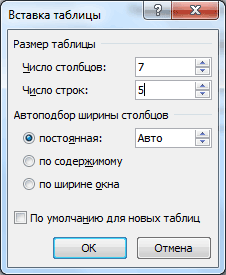 Вставка таблицы
Размер таблицы
Число столбцов: 7
Число строк: 5
Автоподбор ширины столбцов
постоянная: Авто
по содержимому
по ширине окна
По умолчанию для новых таблиц
ОК Отмена